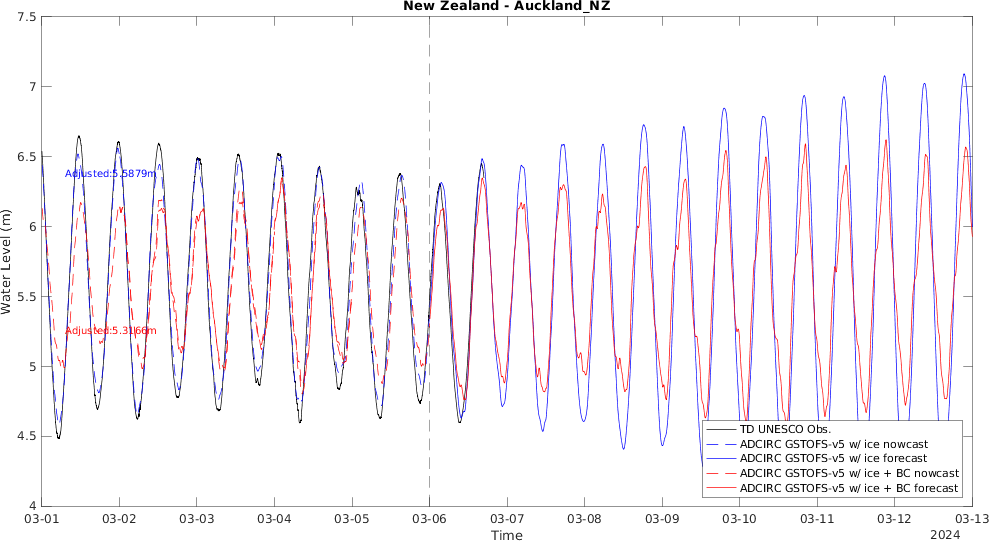 New Zealand - Auckland_NZ
7.5
7
6.5
6
5.5
5
4.5
4
Water Level (m)
Adjusted:5.5879m
Adjusted:5.3166m
TD UNESCO Obs.
ADCIRC GSTOFS-v5 w/ ice nowcast
ADCIRC GSTOFS-v5 w/ ice forecast
ADCIRC GSTOFS-v5 w/ ice + BC nowcast
ADCIRC GSTOFS-v5 w/ ice + BC forecast
03-01 03-02 03-03 03-04 03-05 03-06 03-07 03-08 03-09 03-10 03-11 03-12 03-13
Time
2024